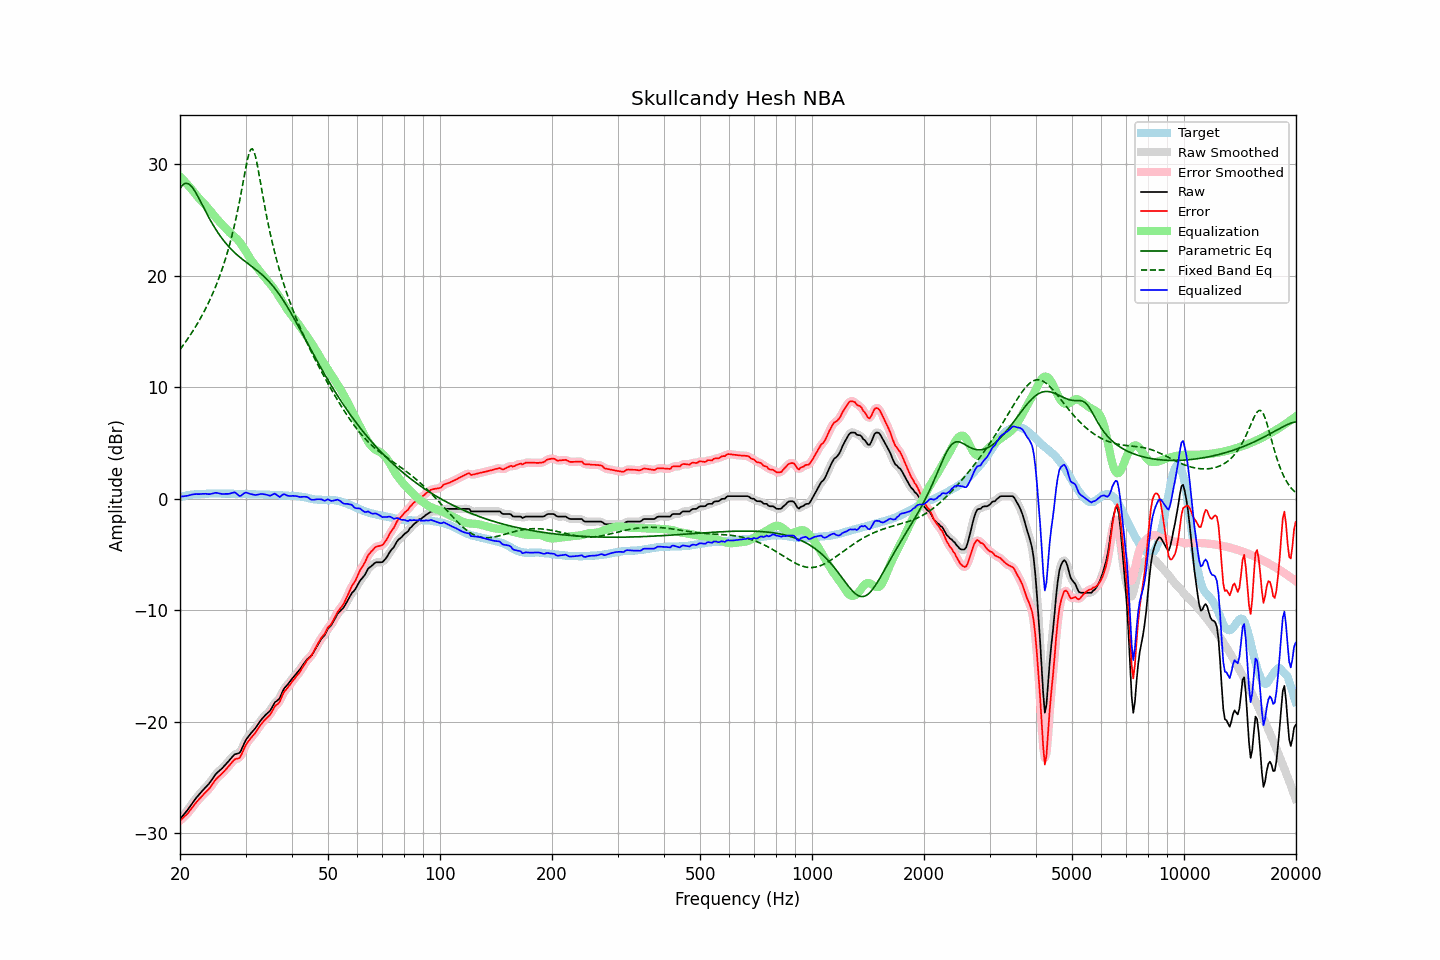 Skullcandy Hesh NBA
Target
Raw Smoothed
Error Smoothed
Raw
Error
Equalization
Parametric Eq
Fixed Band Eq
Equalized
Amplitude (dBr)
30
20
10
0
−10
−20
−30
20 50 100 200 500 1000 2000 5000 10000 20000
Frequency (Hz)